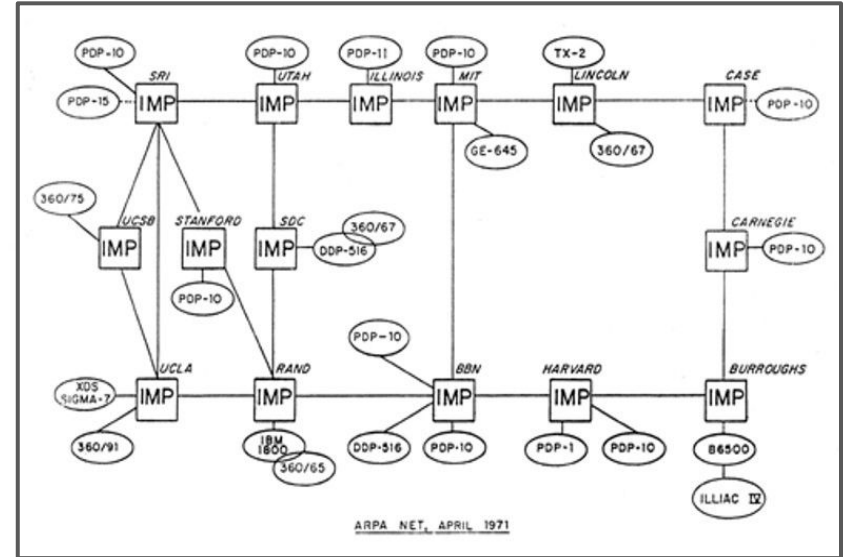 PDP-10
PDP-10
PDP-11
PDP-10
TX-2
SRI
UTAH
ILLINOIS
MIT
LINCOLN
CASE
PDP-15
IMP
IMP
IMP
IMP
IMP
IMP
PDP-10
GE-645
360/67
360/75
UCSB
STANFORD
SDC
360/67
CARNEGIE
IMP
IMP
IMP
DDP-516
IMP
PDP-10
PDP-10
PDP-10
UCLA
RAND
BBN
HARVARD
BURROUGHS
XDS
SIGMA-7
IMP
IMP
IMP
IMP
IMP
360/91
IBM
1800
360/65
DDP-516
PDP-10
PDP-1
PDP-10
B6500
ILLIAC IV
ARPA NET, APRIL 1971